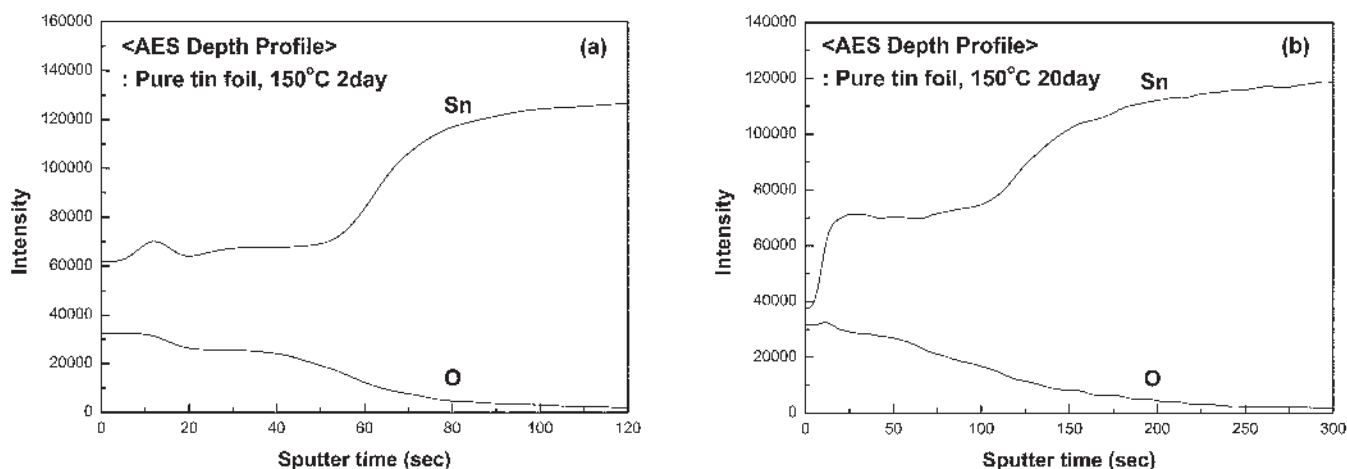 <AES Depth Profile>
(a)
: Pure tin foil, 150°C 2day
Sn
O
160000
140000
120000
100000
80000
60000
40000
20000
0
Intensity
0 20 40 60 80 100 120
Sputter time (sec)
<AES Depth Profile>
(b)
: Pure tin foil, 150°C 20day
Sn
O
140000
120000
100000
80000
60000
40000
20000
0
Intensity
0 50 100 150 200 250 300
Sputter time (sec)